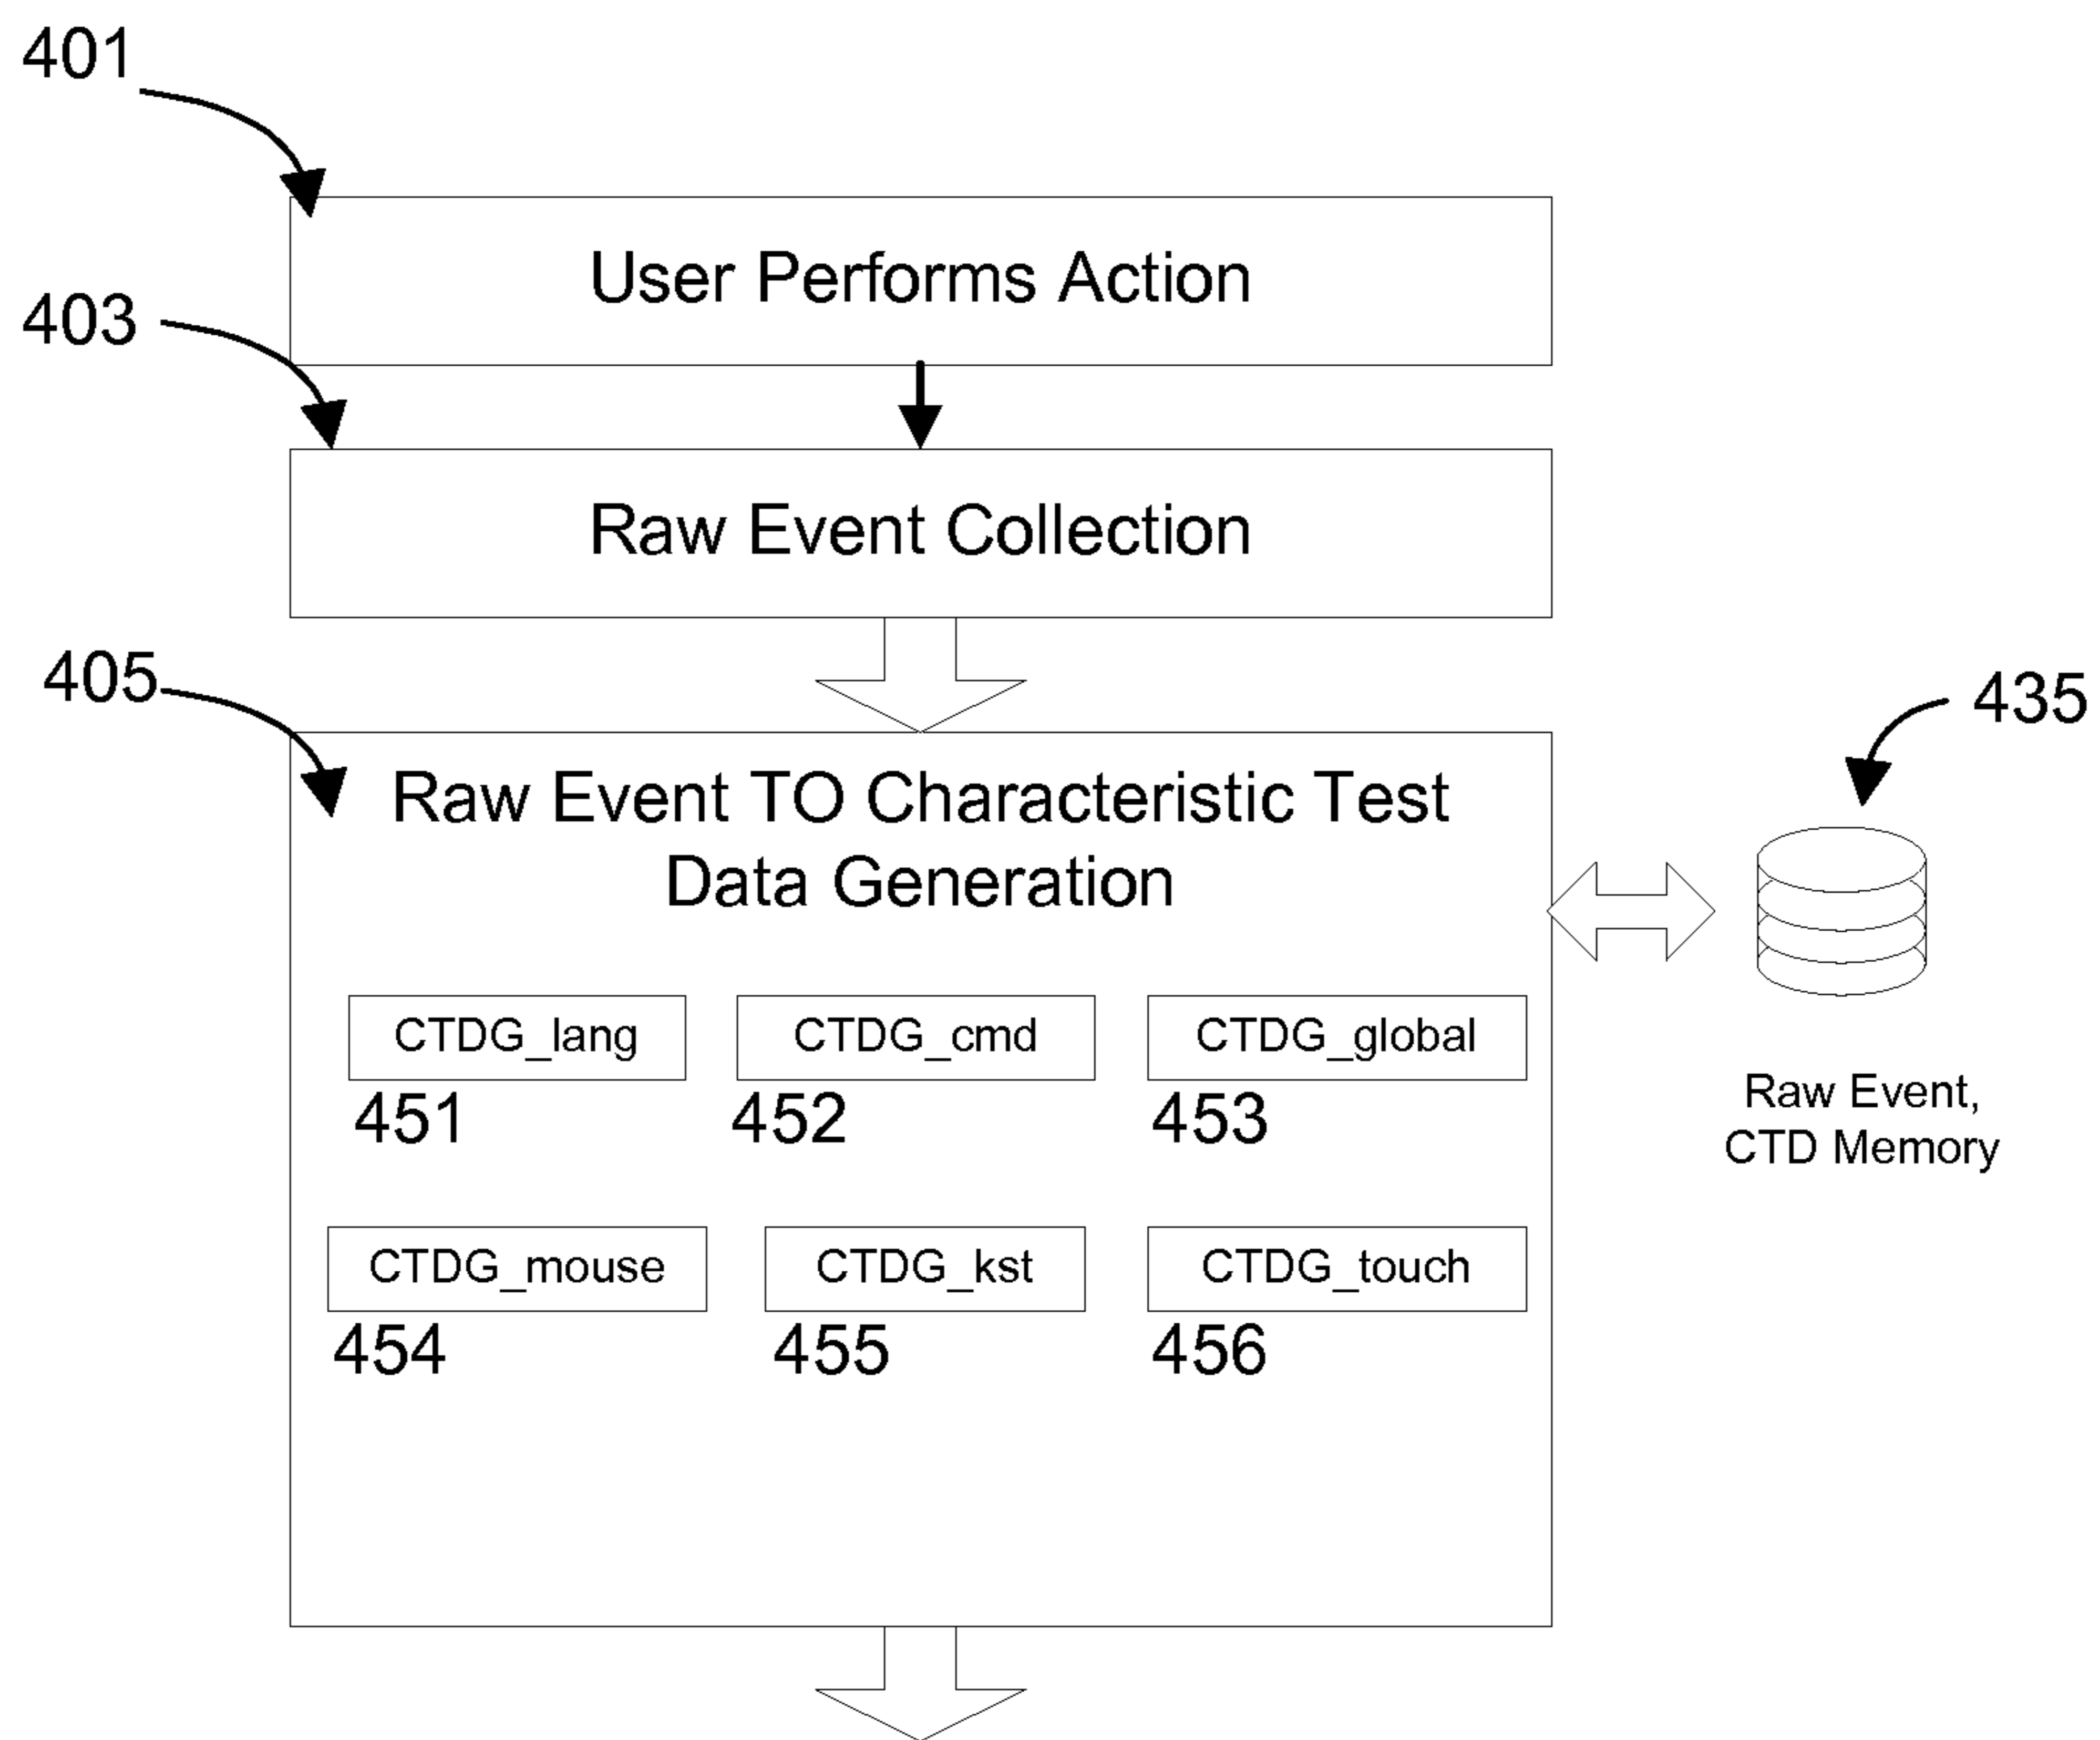 401
User Performs Action
403
Raw Event Collection
405
435
Raw Event TO Characteristic Test
Data Generation
CTDG_lang
CTDG_cmd
CTDG_global
451
452
453
Raw Event,
CTD Memory
CTDG_mouse
CTDG_kst
CTDG_touch
454
455
456